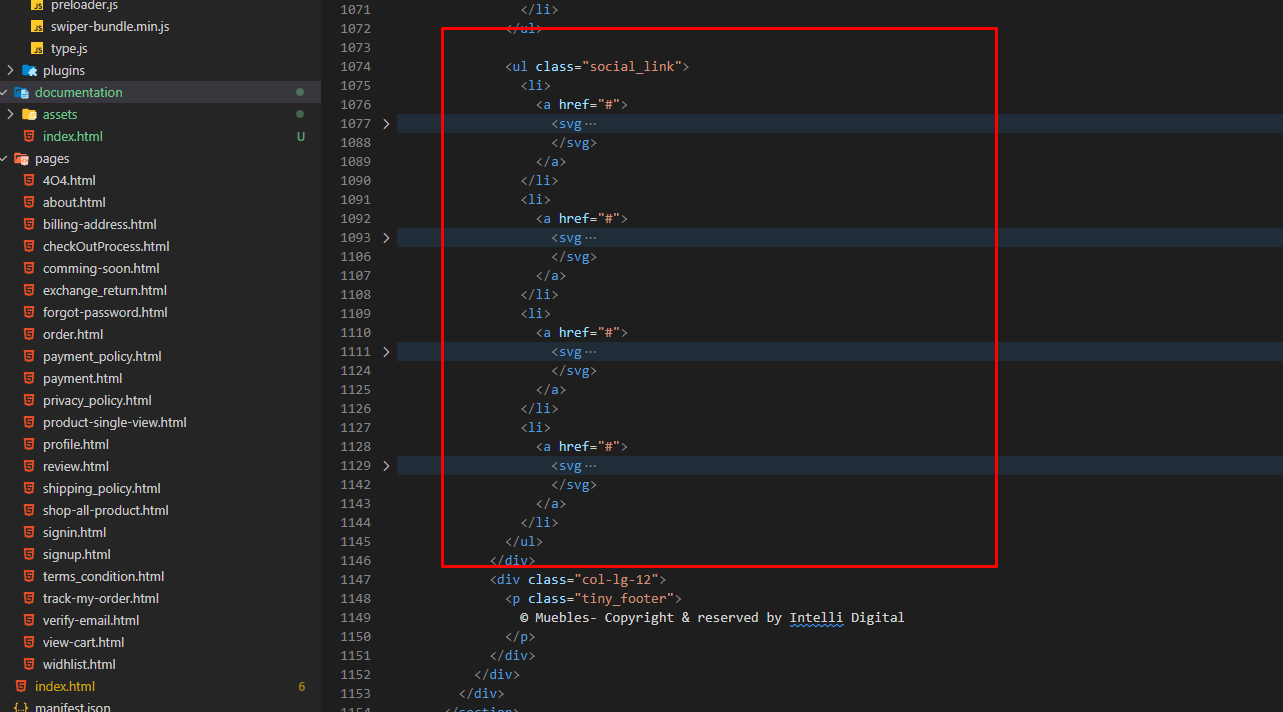 preloader.js
swiper-bundle.min.js
type.js
plugins
documentation
assets
index.html U
pages
4O4.html
about.html
billing-address.html
checkOutProcess.html
comming-soon.html
exchange_return.html
forgot-password.html
order.html
payment_policy.html
payment.html
privacy_policy.html
product-single-view.html
profile.html
review.html
shipping_policy.html
shop-all-product.html
signin.html
signup.html
terms_condition.html
track-my-order.html
verify-email.html
view-cart.html
widhlist.html
index.html 6
manifest.json
1071 </li>
1072 </ul>
1073
1074 <ul class="social_link">
1075 <li>
1076 <a href="#">
1077 <svg…
1088 </svg>
1089 </a>
1090 </li>
1091 <li>
1092 <a href="#">
1093 <svg…
1106 </svg>
1107 </a>
1108 </li>
1109 <li>
1110 <a href="#">
1111 <svg…
1124 </svg>
1125 </a>
1126 </li>
1127 <li>
1128 <a href="#">
1129 <svg…
1142 </svg>
1143 </a>
1144 </li>
1145 </ul>
1146 </div>
1147 <div class="col-lg-12">
1148 <p class="tiny_footer">
1149 © Muebles- Copyright & reserved by Intelli Digital
1150 </p>
1151 </div>
1152 </div>
1153 </div>
1154 </section>